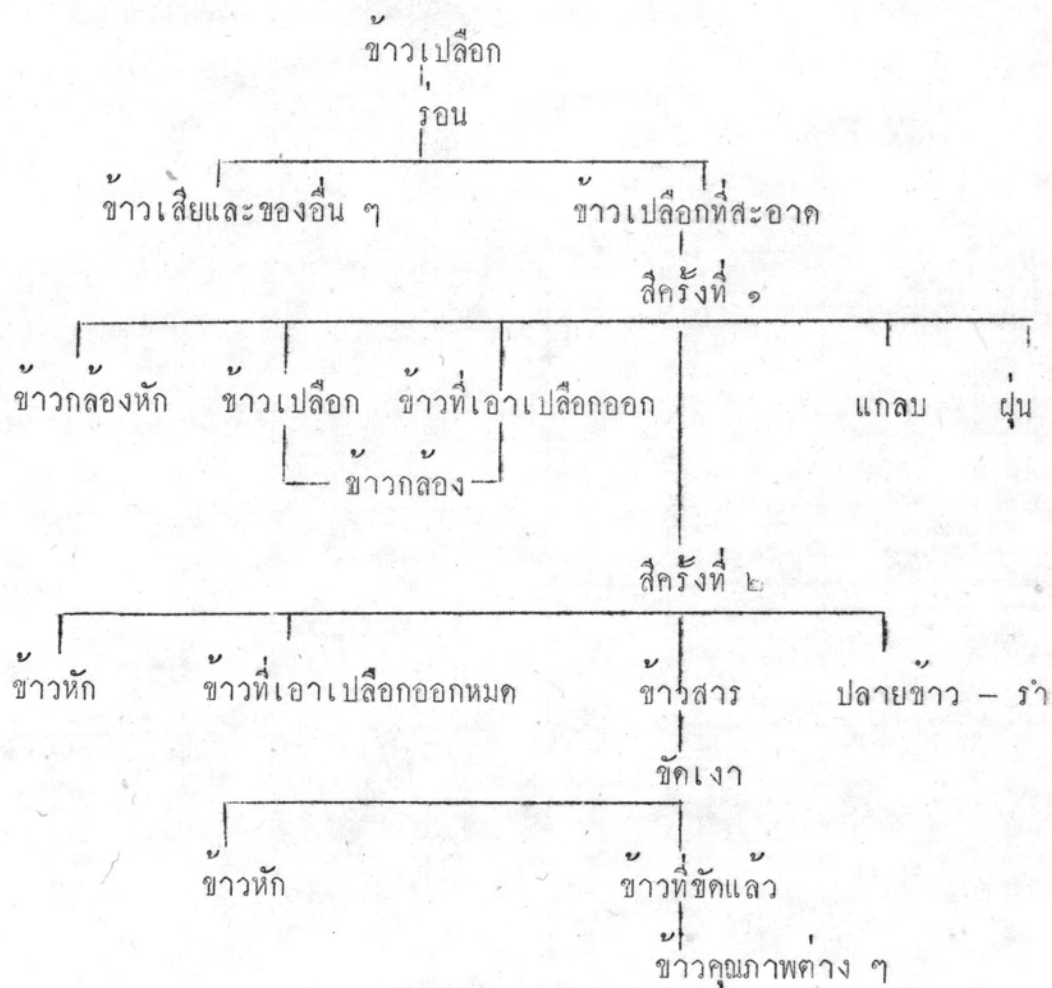 ข้าวเปลือก
ร่อน
ข้าวเสียและของอื่น ๆ ข้าวเปลือกที่สะอาด
สีครั้งที่ ๑
ข้าวกล้องหัก ข้าวเปลือก ข้าวที่เอาเปลือกออก แกลบ ฝุ่น
ข้าวกล้อง
สีครั้งที่ ๒
ข้าวหัก ข้าวที่เอาเปลือกออกหมด ข้าวสาร ปลายข้าว – รำ
ขัดเงา
ข้าวหัก ข้าวที่ขัดแล้ว
ข้าวคุณภาพต่าง ๆ